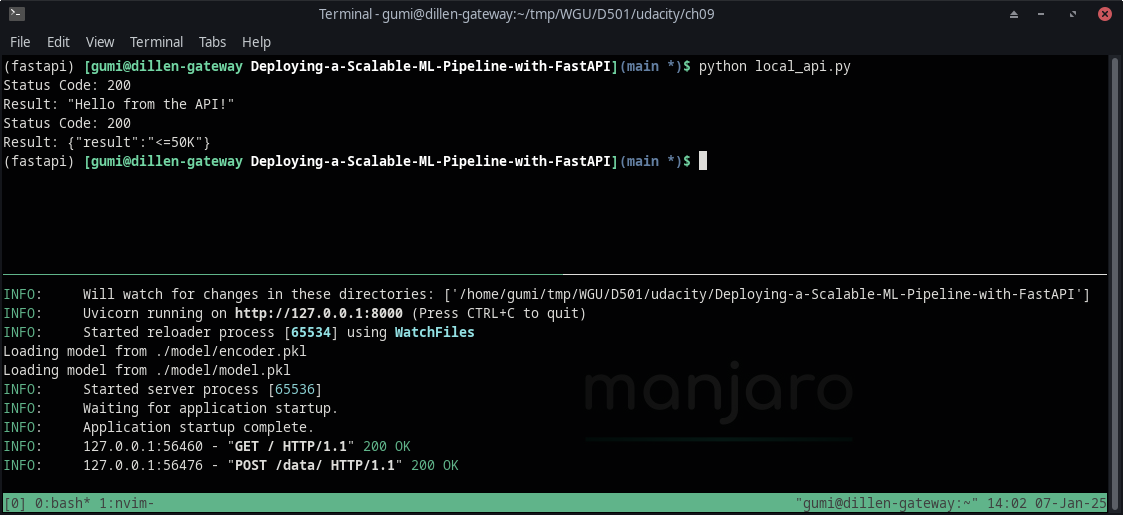 Terminal - gumi@dillen-gateway:~/tmp/WGU/D501/udacity/ch09
File Edit View Terminal Tabs Help
(fastapi) [gumi@dillen-gateway Deploying-a-Scalable-ML-Pipeline-with-FastAPI](main *)$ python local_api.py
Status Code: 200
Result: "Hello from the API!"
Status Code: 200
Result: {"result":"<=50K"}
(fastapi) [gumi@dillen-gateway Deploying-a-Scalable-ML-Pipeline-with-FastAPI](main *)$
INFO:     Will watch for changes in these directories: ['/home/gumi/tmp/WGU/D501/udacity/Deploying-a-Scalable-ML-Pipeline-with-FastAPI']
INFO:     Uvicorn running on http://127.0.0.1:8000 (Press CTRL+C to quit)
INFO:     Started reloader process [65534] using WatchFiles
Loading model from ./model/encoder.pkl
Loading model from ./model/model.pkl
INFO:     Started server process [65536]
INFO:     Waiting for application startup.
INFO:     Application startup complete.
INFO:     127.0.0.1:56460 - "GET / HTTP/1.1" 200 OK
INFO:     127.0.0.1:56476 - "POST /data/ HTTP/1.1" 200 OK
manjaro
[0] 0:bash* 1:nvim- "gumi@dillen-gateway:~" 14:02 07-Jan-25